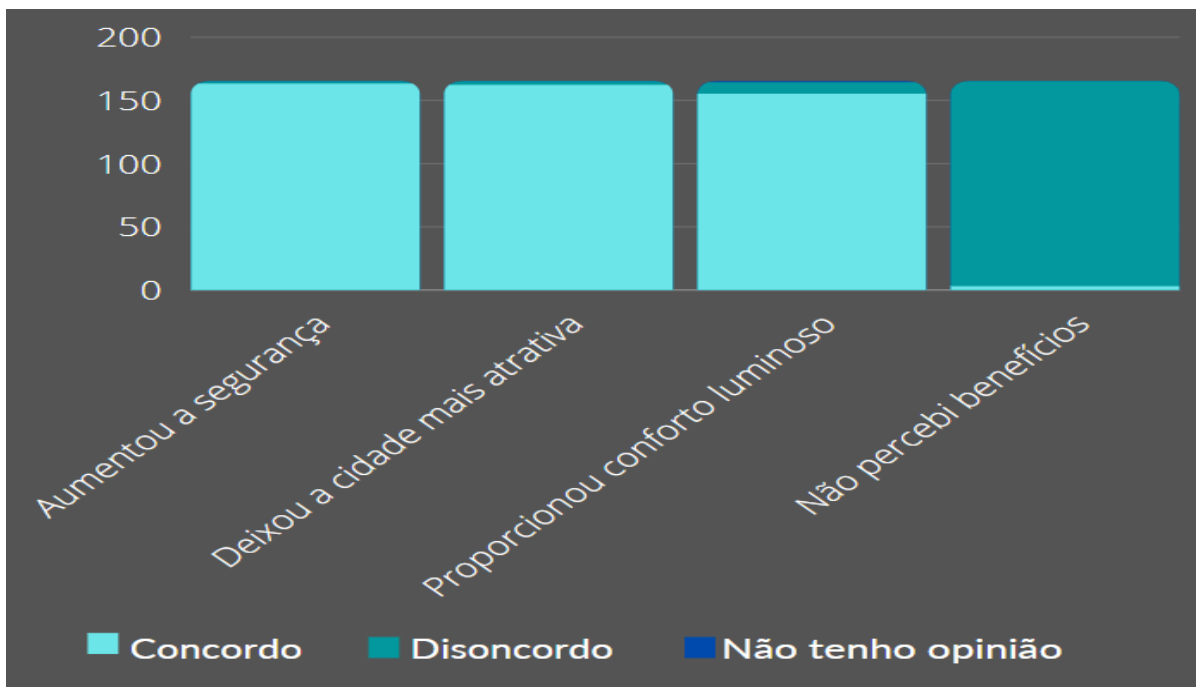 200
150
100
50
0
Aumentou a segurança
Deixou a cidade mais atrativa
Proporcionou conforto luminoso
Não percebi benefícios
Concordo
Disoncordo
Não tenho opinião